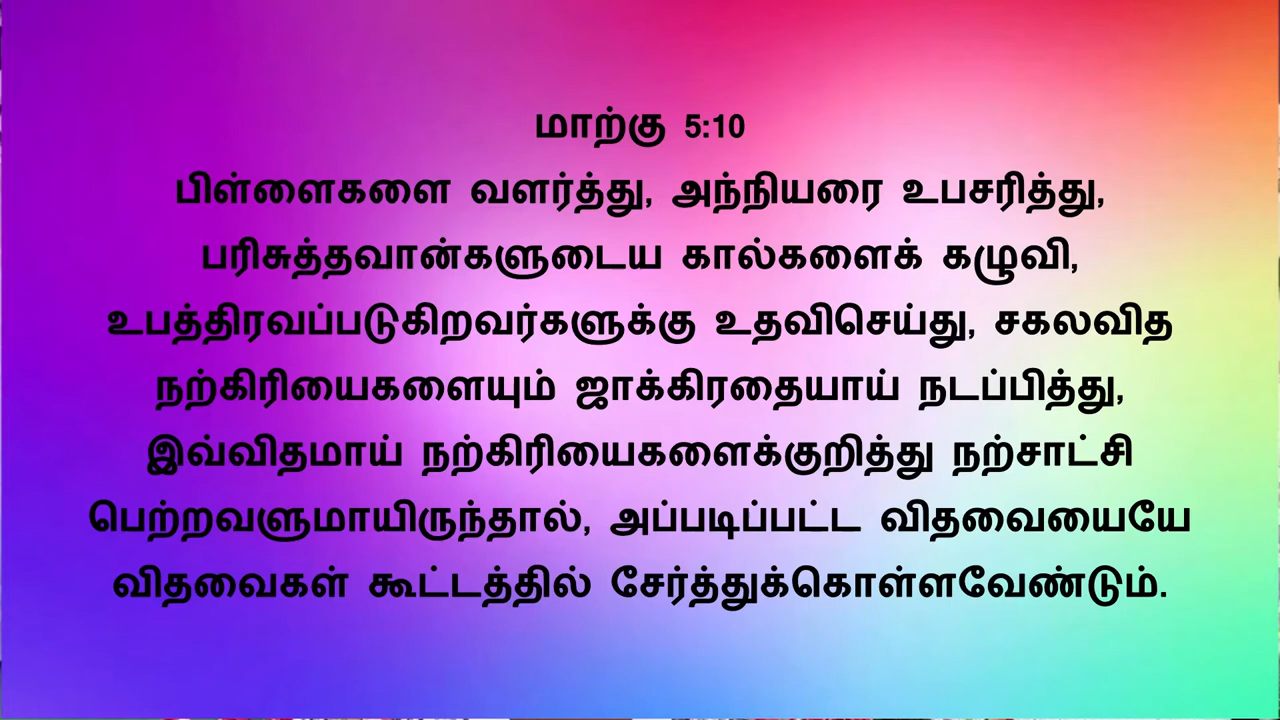 மாற்கு 5:10
பிள்ளைகளை வளர்த்து, அந்நியரை உபசரித்து,
பரிசுத்தவான்களுடைய கால்களைக் கழுவி,
உபத்திரவப்படுகிறவர்களுக்கு உதவிசெய்து, சகலவித
நற்கிரியைகளையும் ஜாக்கிரதையாய் நடப்பித்து,
இவ்விதமாய் நற்கிரியைகளைக்குறித்து நற்சாட்சி
பெற்றவளுமாயிருந்தால், அப்படிப்பட்ட விதவையையே
விதவைகள் கூட்டத்தில் சேர்த்துக்கொள்ளவேண்டும்.